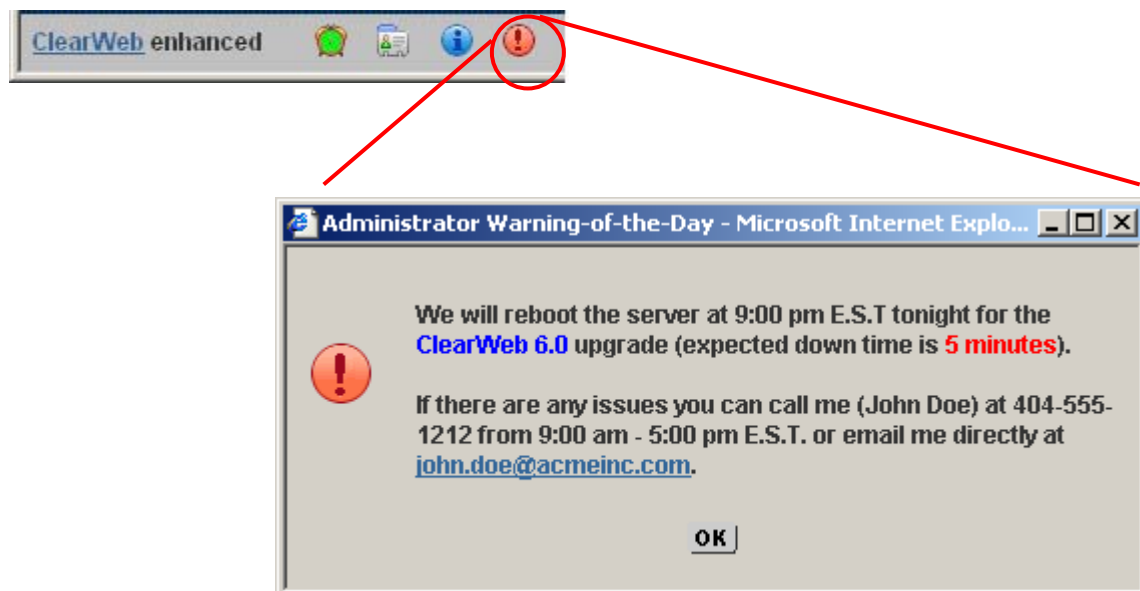 ClearWeb enhanced
Administrator Warning-of-the-Day - Microsoft Internet Explo...
We will reboot the server at 9:00 pm E.S.T tonight for the
ClearWeb 6.0 upgrade (expected down time is 5 minutes).
If there are any issues you can call me (John Doe) at 404-555-
1212 from 9:00 am - 5:00 pm E.S.T. or email me directly at
john.doe@acmeinc.com.
OK